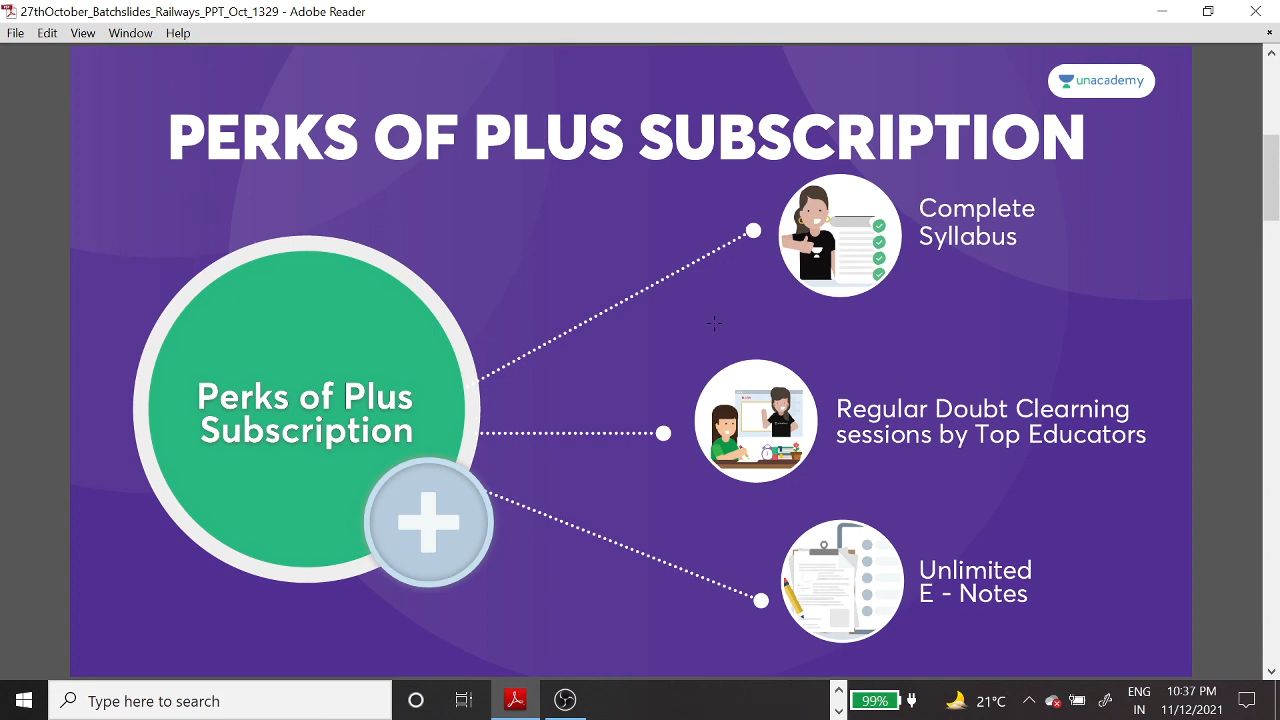 27thOctober_Batchslides_Railways_PPT_Oct_1329 - Adobe Reader
File Edit View Window Help
unacademy
PERKS OF PLUS SUBSCRIPTION
Complete
Syllabus
Perks of Plus
Subscription
Regular Doubt Clearning
sessions by Top Educators
Unlimited
E - Notes
Type here to search
99%
21°C
ENG
IN
10:37 PM
11/12/2021